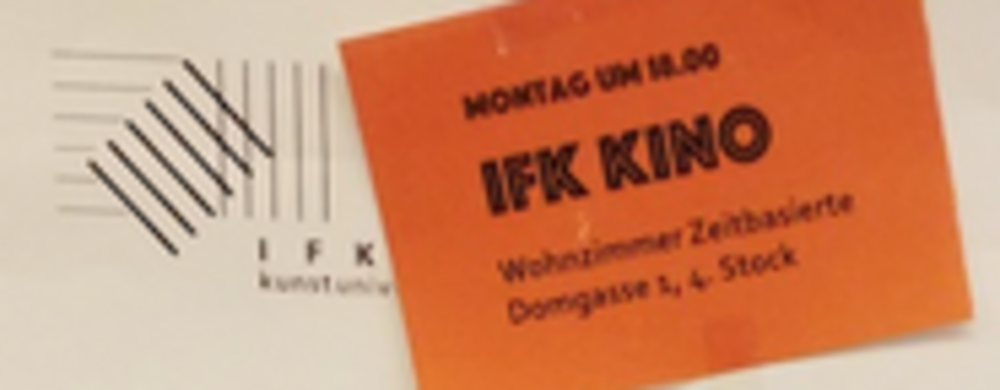 I F K
kunstuniv
MONTAG UM 18.00
IFK KINO
Wohnzimmer Zeitbasierte
Domgasse 1, 4. Stock